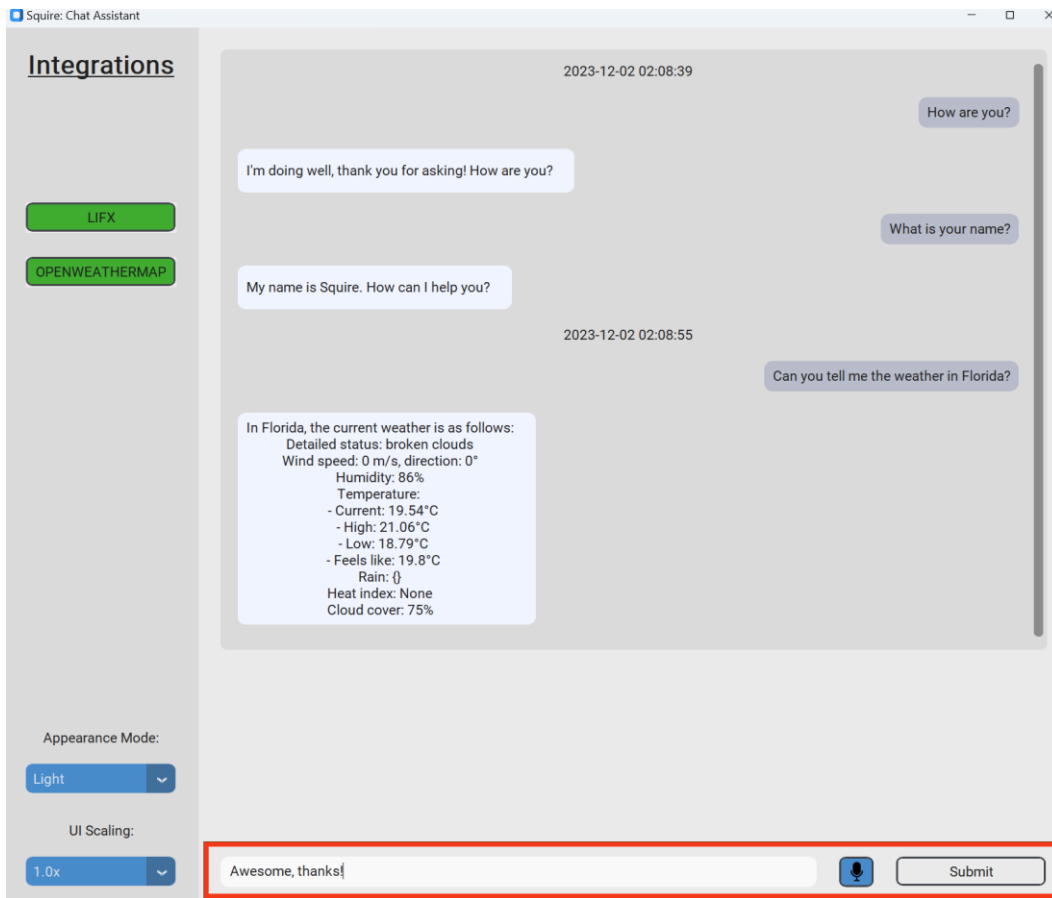 Squire: Chat Assistant
Integrations
LIFX
OPENWEATHERMAP
Appearance Mode:
Light
UI Scaling:
1.0x
2023-12-02 02:08:39
How are you?
I'm doing well, thank you for asking! How are you?
What is your name?
My name is Squire. How can I help you?
2023-12-02 02:08:55
Can you tell me the weather in Florida?
In Florida, the current weather is as follows:
Detailed status: broken clouds
Wind speed: 0 m/s, direction: 0°
Humidity: 86%
Temperature:
- Current: 19.54°C
- High: 21.06°C
- Low: 18.79°C
- Feels like: 19.8°C
Rain: {}
Heat index: None
Cloud cover: 75%
Awesome, thanks!
Submit